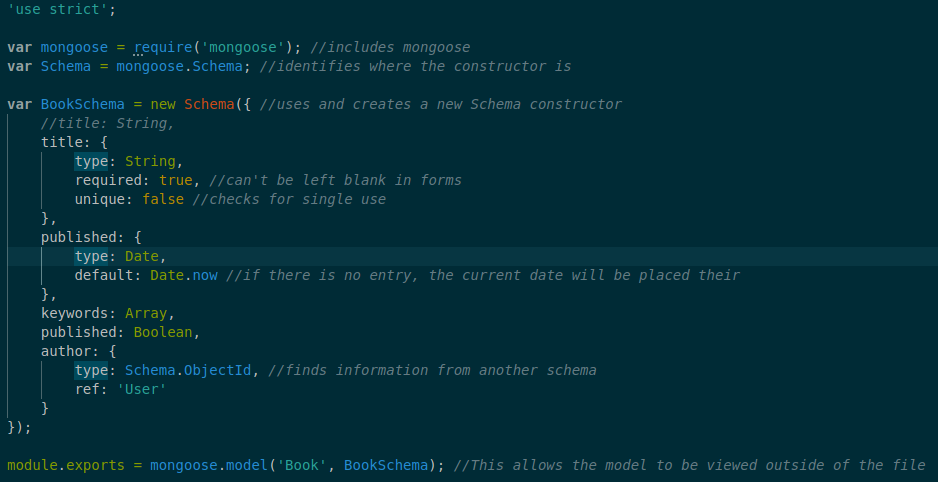 'use strict';

var mongoose = require('mongoose'); //includes mongoose
var Schema = mongoose.Schema; //identifies where the constructor is

var BookSchema = new Schema({ //uses and creates a new Schema constructor
    //title: String,
    title: {
        type: String,
        required: true, //can't be left blank in forms
        unique: false //checks for single use
    },
    published: {
        type: Date,
        default: Date.now //if there is no entry, the current date will be placed their
    },
    keywords: Array,
    published: Boolean,
    author: {
        type: Schema.ObjectId, //finds information from another schema
        ref: 'User'
    }
});

module.exports = mongoose.model('Book', BookSchema); //This allows the model to be viewed outside of the file